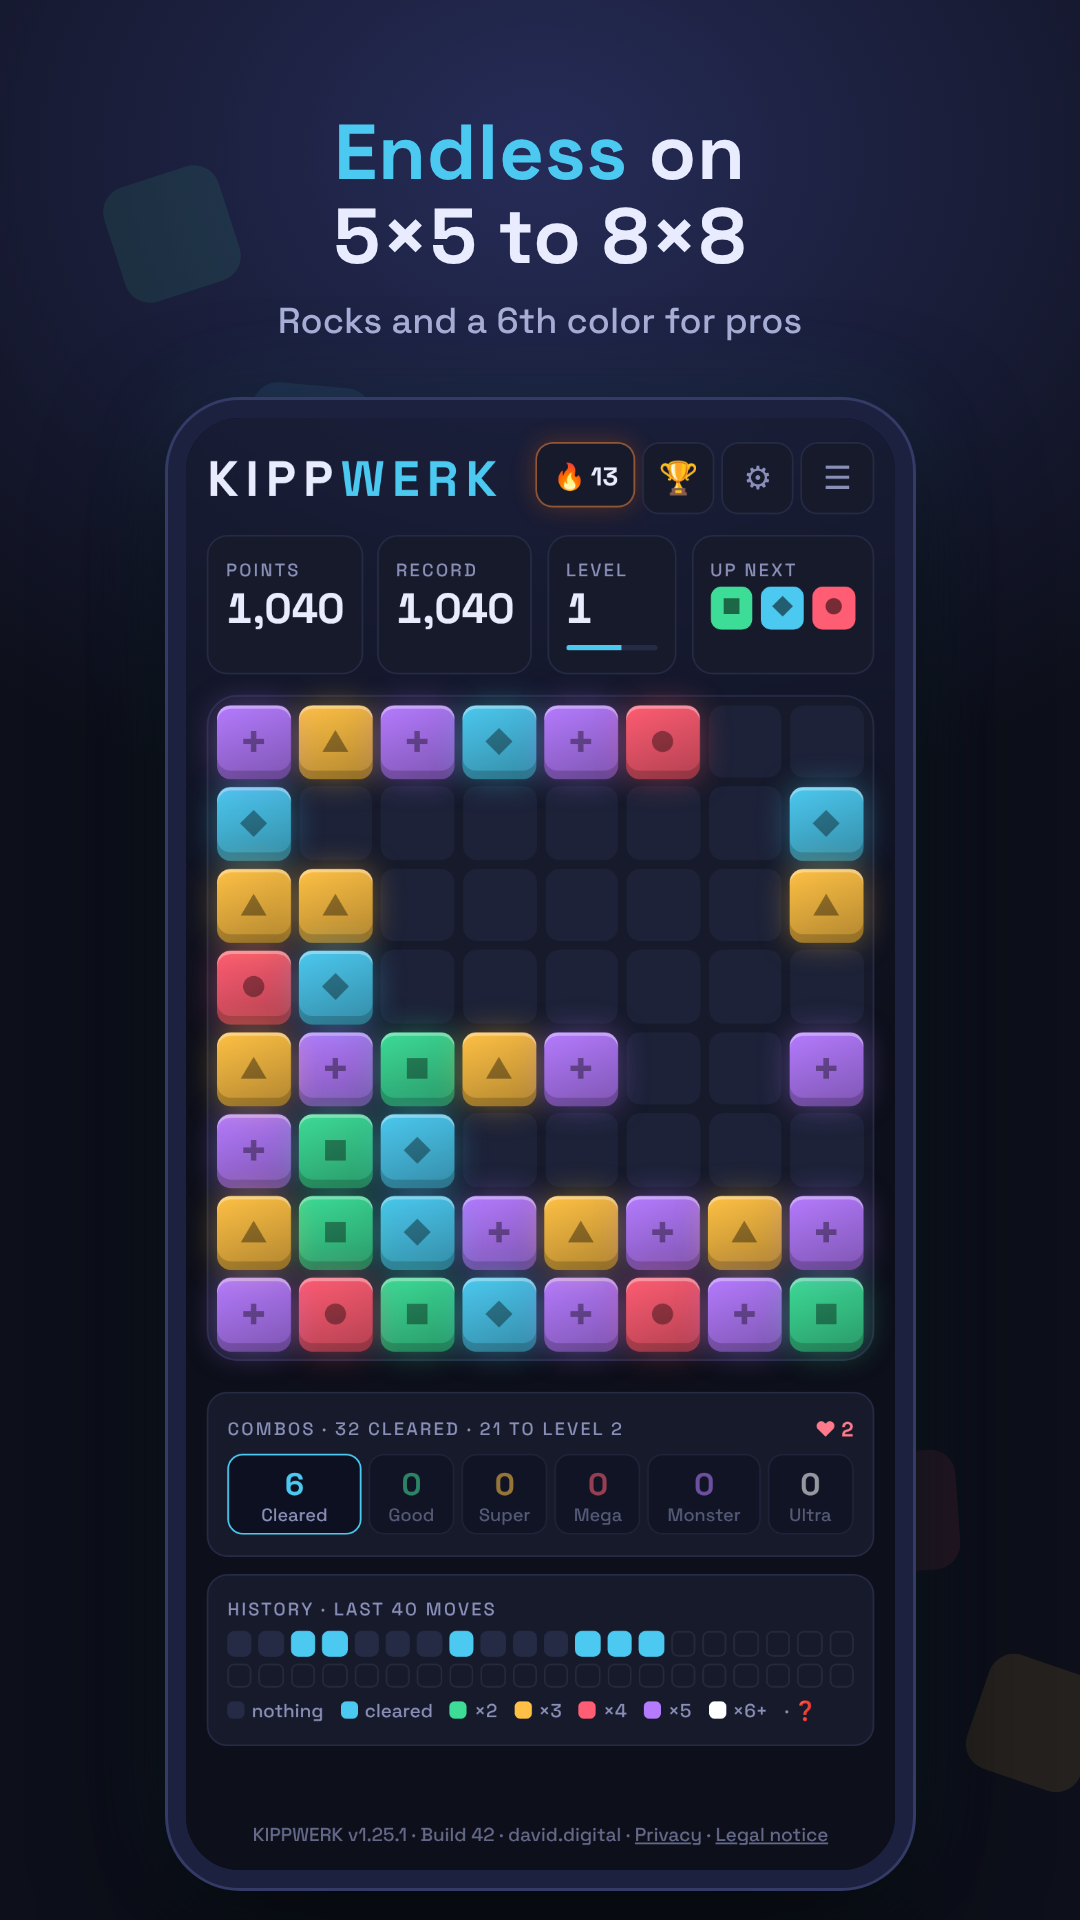 Endless on
5×5 to 8×8
Rocks and a 6th color for pros
KIPPWERK 13
POINTS RECORD LEVEL UP NEXT
1,040 1,040 1
COMBOS · 32 CLEARED · 21 TO LEVEL 2 2
6 0 0 0 0 0
Cleared Good Super Mega Monster Ultra
HISTORY · LAST 40 MOVES
nothing cleared ×2 ×3 ×4 ×5 ×6+ · ?
KIPPWERK v1.25.1 · Build 42 · david.digital · Privacy · Legal notice